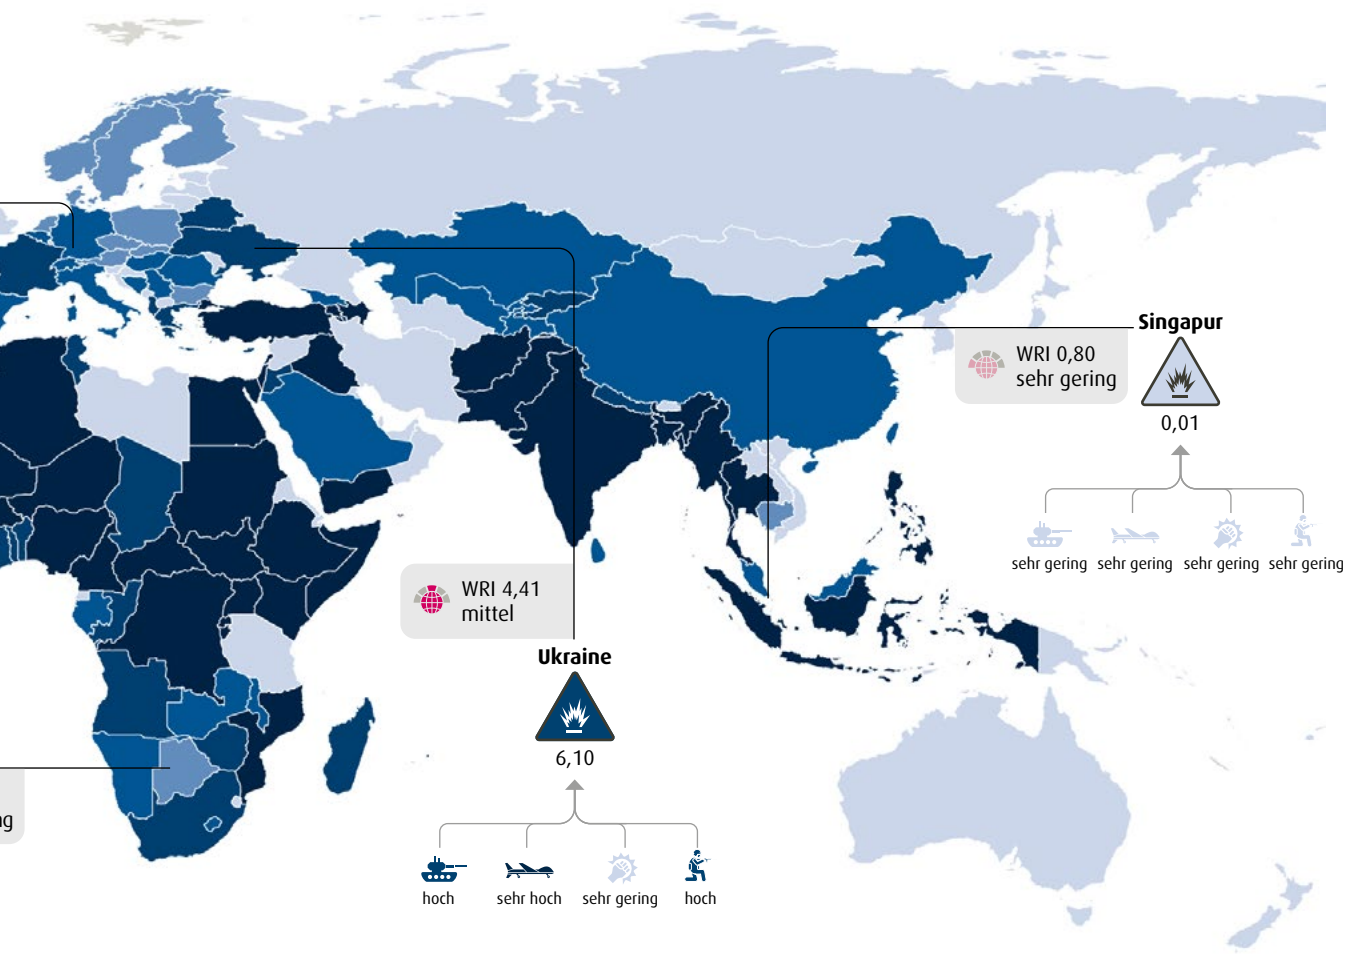 Singapur
WRI 0,80
sehr gering
0,01
sehr gering sehr gering sehr gering sehr gering
WRI 4,41
mittel
Ukraine
6,10
ng
hoch sehr hoch sehr gering hoch